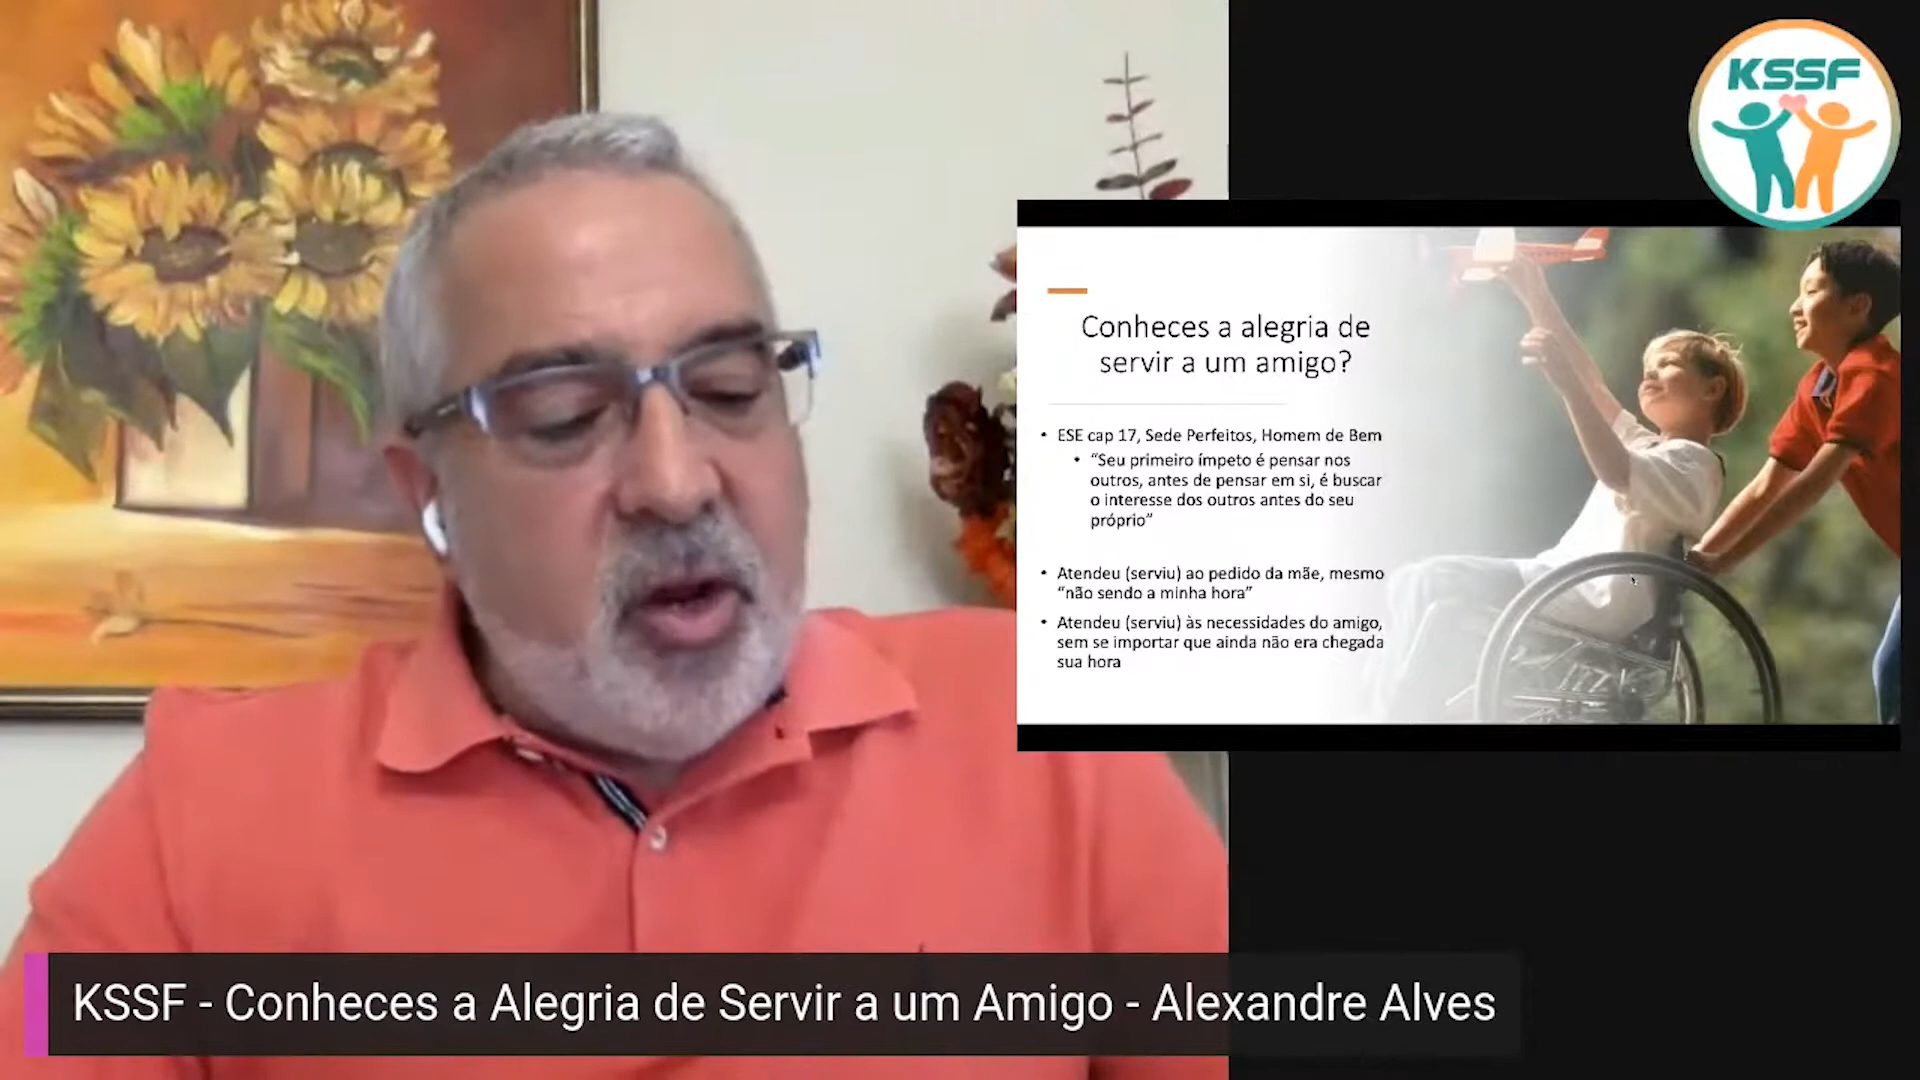 KSSF
Conheces a alegria de
servir a um amigo?
• ESE cap 17, Sede Perfeitos, Homem de Bem
• “Seu primeiro ímpeto é pensar nos
outros, antes de pensar em si, é buscar
o interesse dos outros antes do seu
próprio”
• Atendeu (serviu) ao pedido da mãe, mesmo
“não sendo a minha hora”
• Atendeu (serviu) às necessidades do amigo,
sem se importar que ainda não era chegada
sua hora
KSSF - Conheces a Alegria de Servir a um Amigo - Alexandre Alves